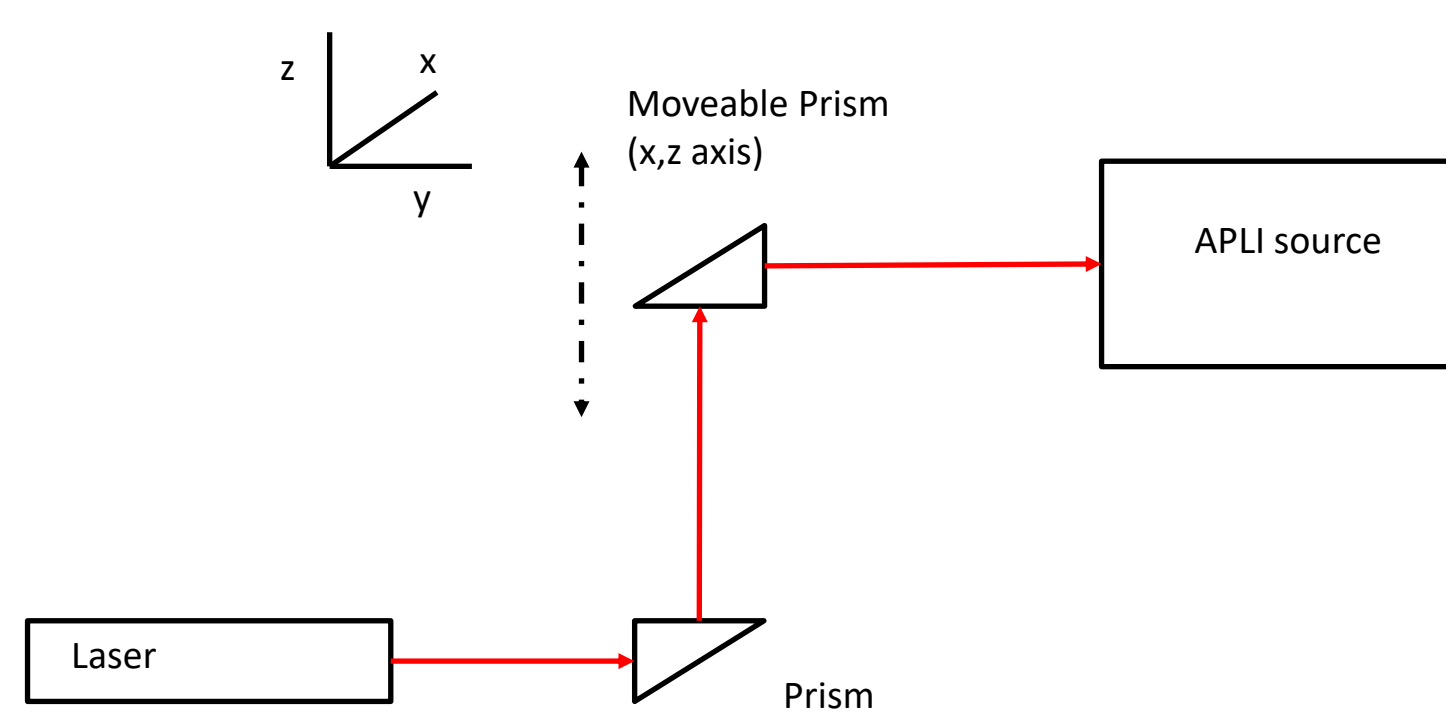 z
x
y
Moveable Prism
(x,z axis)
APLI source
Laser
Prism